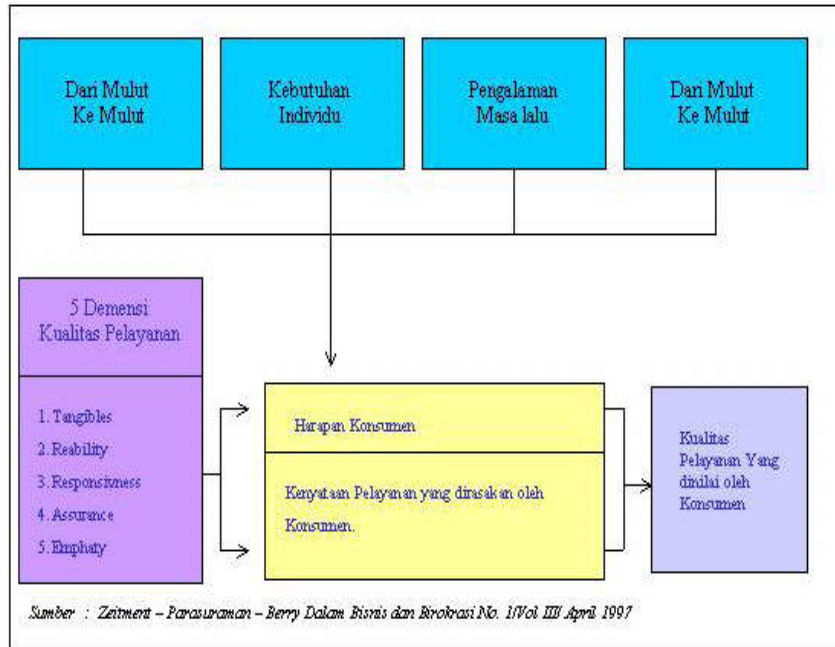 Dari Mulut
Ke Mulut
Kebutuhan
Individu
Pengalaman
Masa lalu
Dari Mulut
Ke Mulut
5 Demensi
Kualitas Pelayanan
1. Tangibles
2. Reability
3. Responsivness
4. Assurance
5. Emphaty
Harapan Konsumen
Kenyataan Pelayanan yang dirasakan oleh
Konsumen.
Kualitas
Pelayanan Yang
dinilai oleh
Konsumen
Sumber : Zeitment – Parasuraman – Berry Dalam Bisnis dan Birokrasi No. 1/Vol III/ April 1997